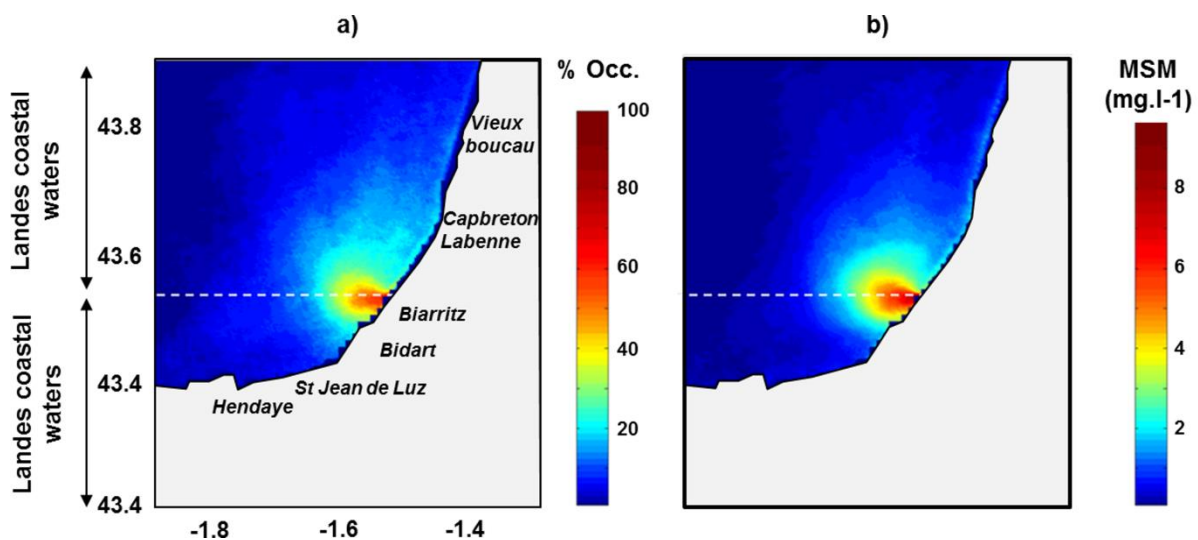 a)
b)
% Occ.
MSM
(mg.l-1)
Landes coastal
waters
Landes coastal
waters
43.8
43.6
43.4
43.4
-1.8
-1.6
-1.4
Vieux
boucau
Capbreton
Labenne
Biarritz
Bidart
St Jean de Luz
Hendaye
100
80
60
40
20
8
6
4
2